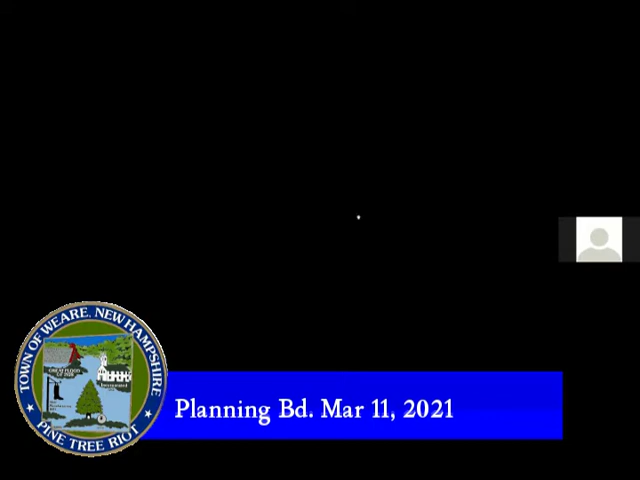 TOWN OF WEARE, NEW HAMPSHIRE
PINE TREE RIOT
Planning Bd. Mar 11, 2021